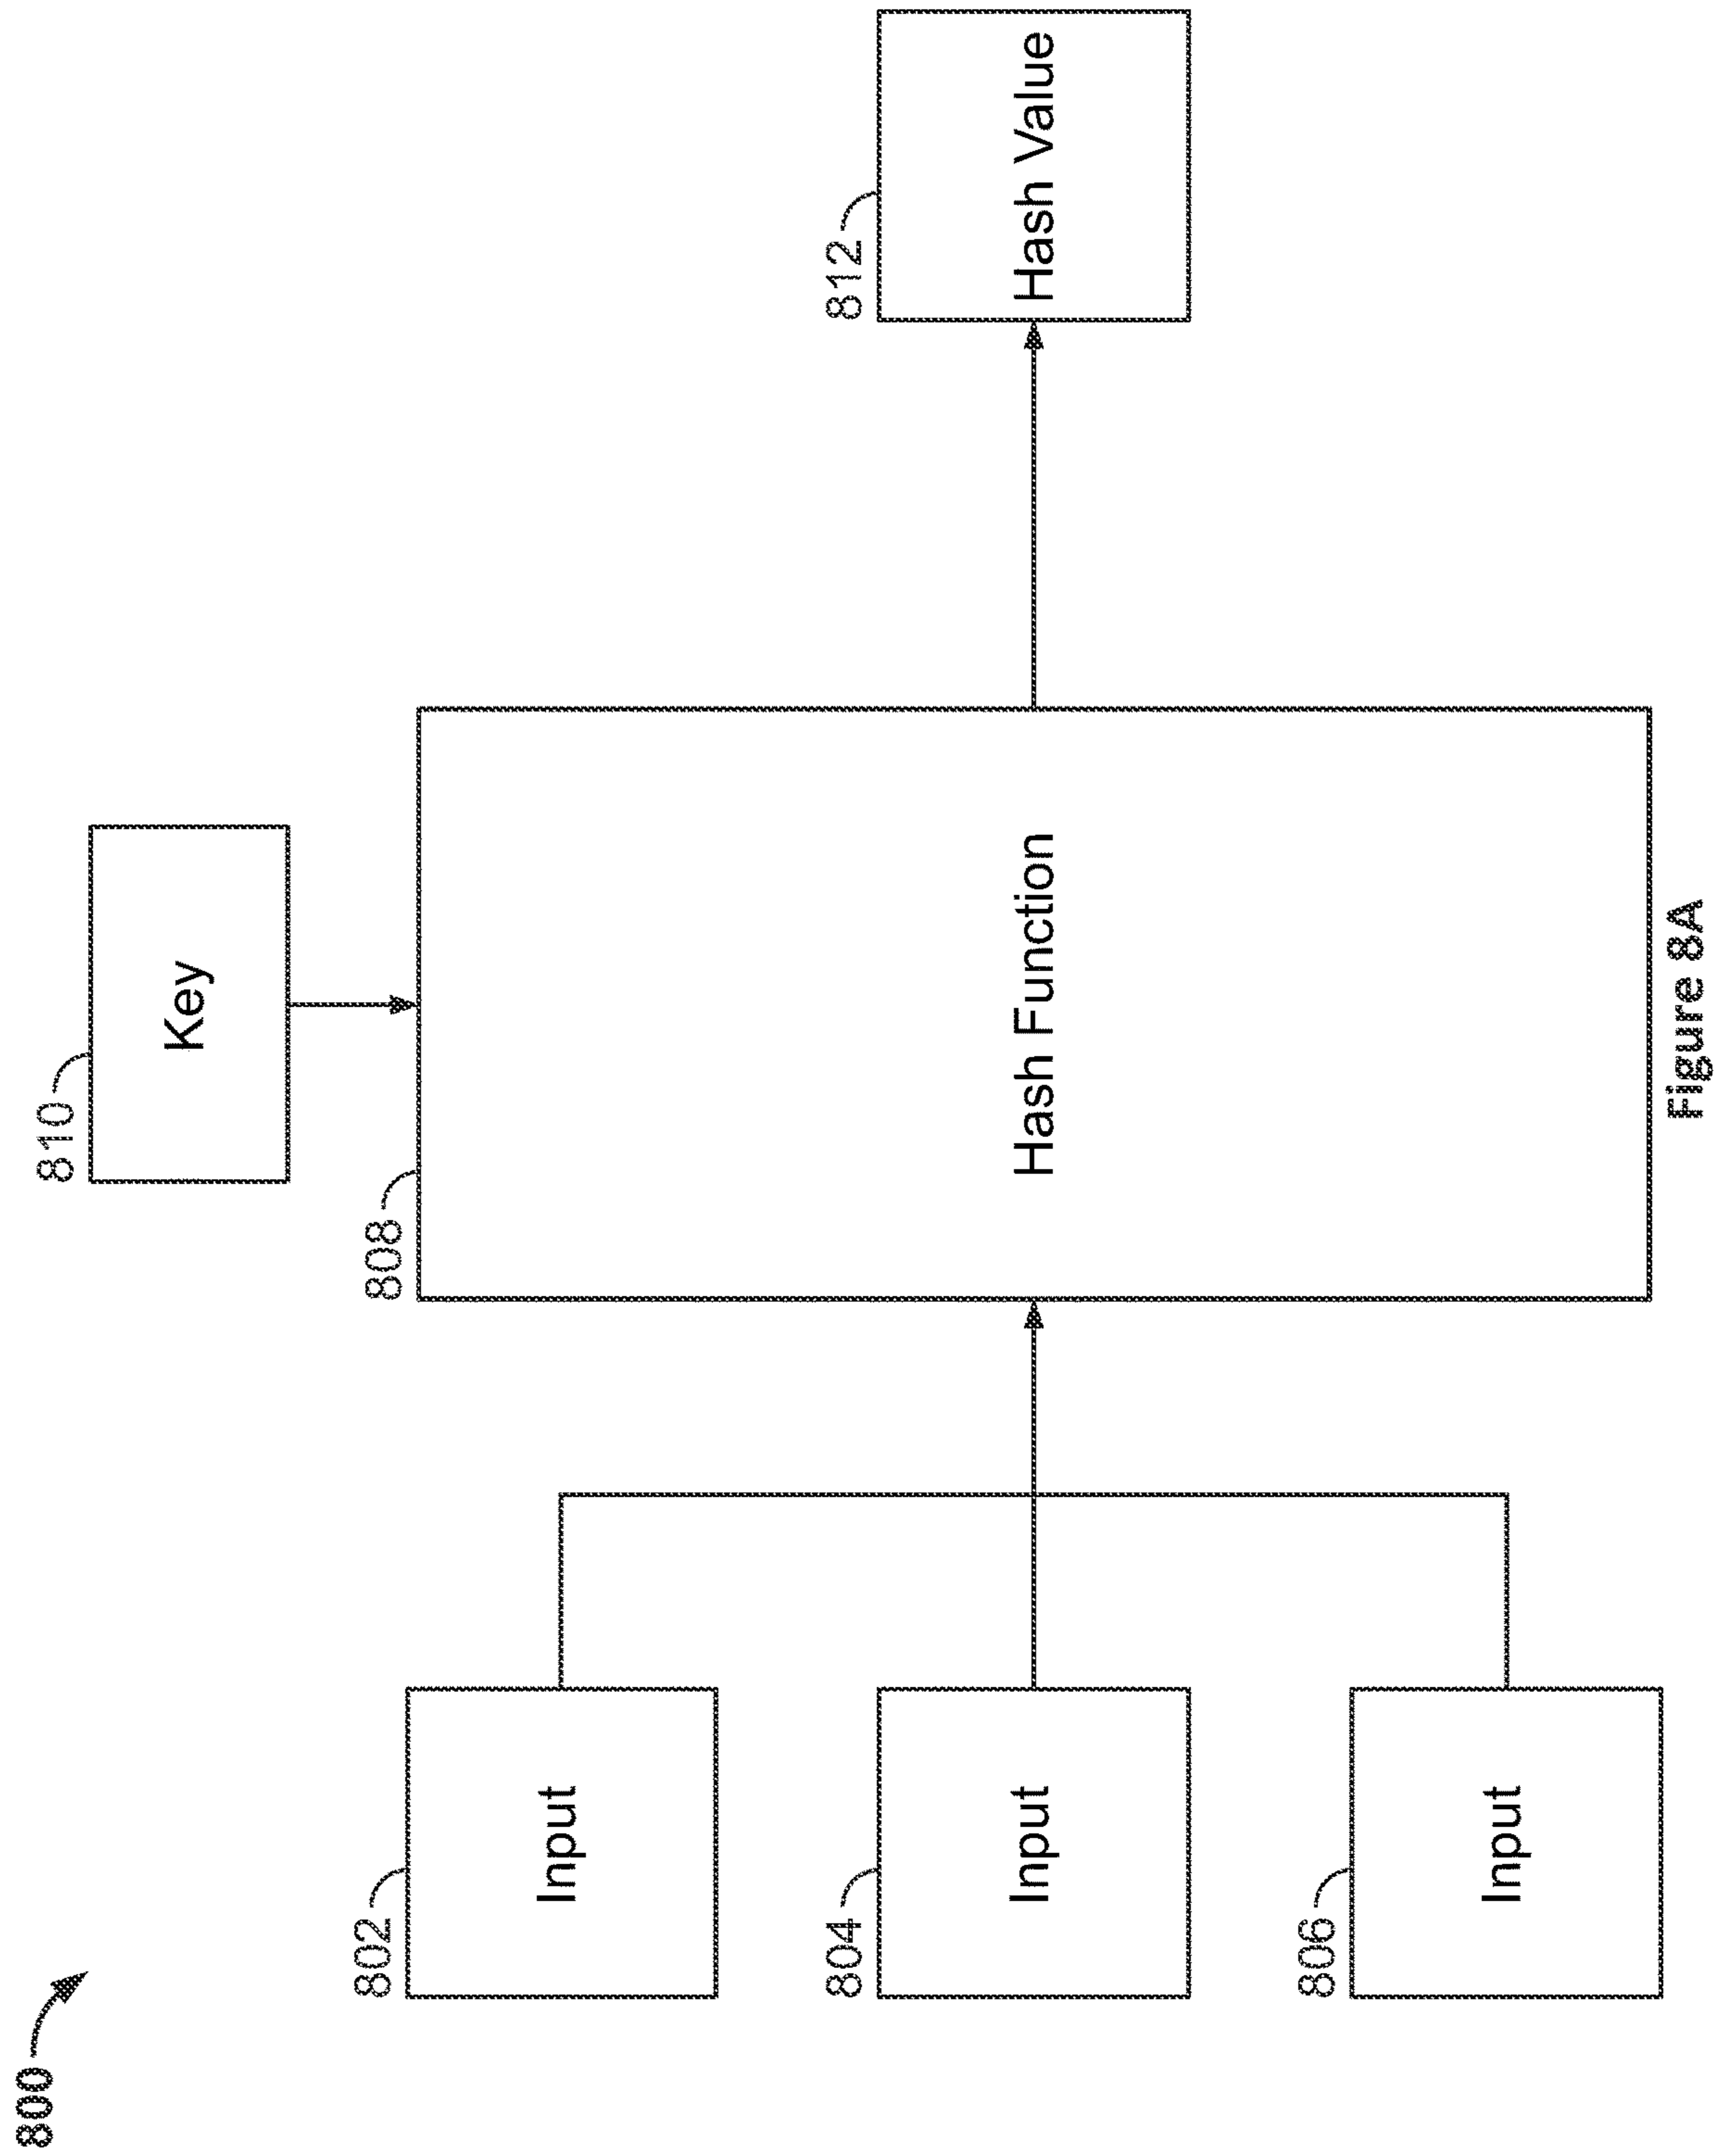 800
810
Key
802
Input
808
804
Input
Hash Function
812
Hash Value
806
Input
Figure 8A